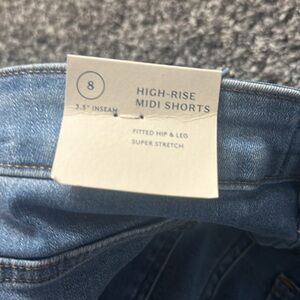 8
3.5" INSEAM
HIGH-RISE
MIDI SHORTS
FITTED HIP & LEG
SUPER STRETCH